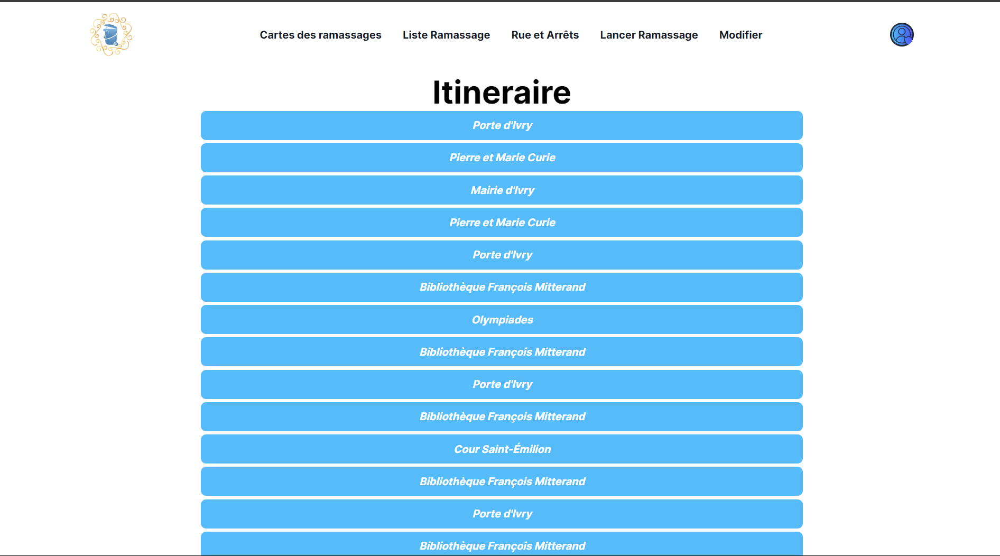 Cartes des ramassages Liste Ramassage Rue et Arrêts Lancer Ramassage Modifier
Itineraire
Porte d'Ivry
Pierre et Marie Curie
Mairie d'Ivry
Pierre et Marie Curie
Porte d'Ivry
Bibliothèque François Mitterand
Olympiades
Bibliothèque François Mitterand
Porte d'Ivry
Bibliothèque François Mitterand
Cour Saint-Émilion
Bibliothèque François Mitterand
Porte d'Ivry
Bibliothèque François Mitterand